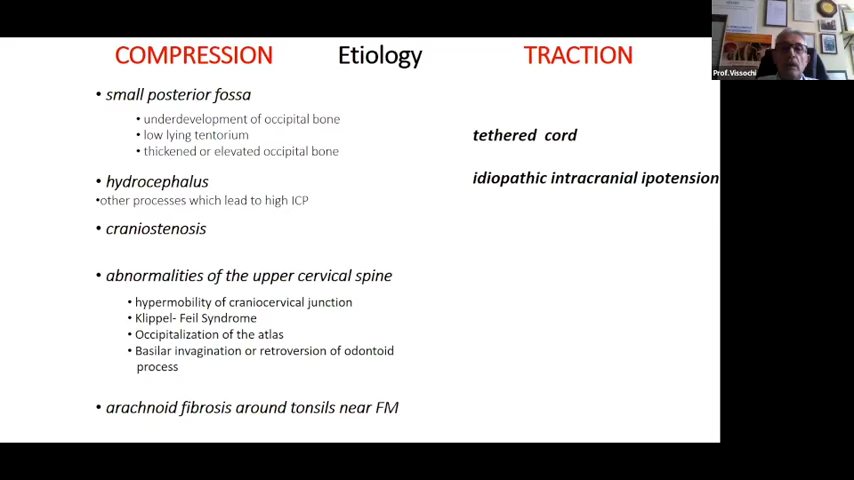 COMPRESSION Etiology TRACTION
• small posterior fossa
• underdevelopment of occipital bone
• low lying tentorium
• thickened or elevated occipital bone
• hydrocephalus
•other processes which lead to high ICP
• craniostenosis
• abnormalities of the upper cervical spine
• hypermobility of craniocervical junction
• Klippel- Feil Syndrome
• Occipitalization of the atlas
• Basilar invagination or retroversion of odontoid
process
• arachnoid fibrosis around tonsils near FM
tethered cord
idiopathic intracranial ipotension
Prof.Vissochi